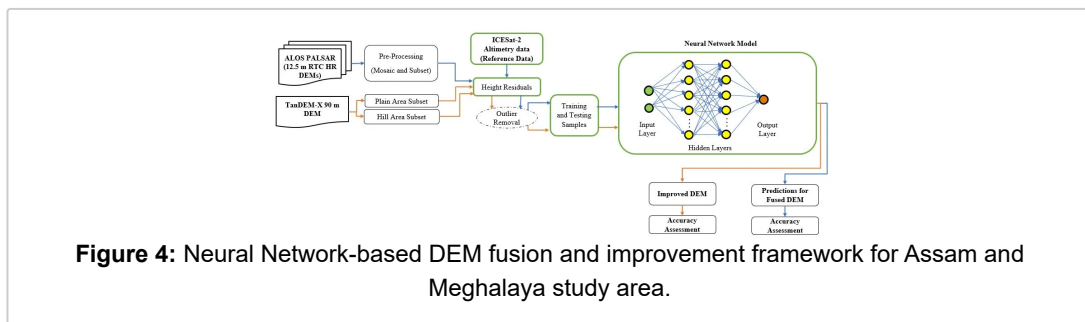 ALOS PALSAR
(12.5 m RTC HR
DEMs)
Pre-Processing
(Mosaic and Subset)
ICESat-2
Altimetry data
(Reference Data)
Height Residuals
TanDEM-X 90 m
DEM
Plain Area Subset
Hill Area Subset
Outlier
Removal
Training
and Testing
Samples
Neural Network Model
Input
Layer
Hidden Layers
Output
Layer
Improved DEM
Accuracy
Assessment
Predictions for
Fused DEM
Accuracy
Assessment
Figure 4: Neural Network-based DEM fusion and improvement framework for Assam and
Meghalaya study area.